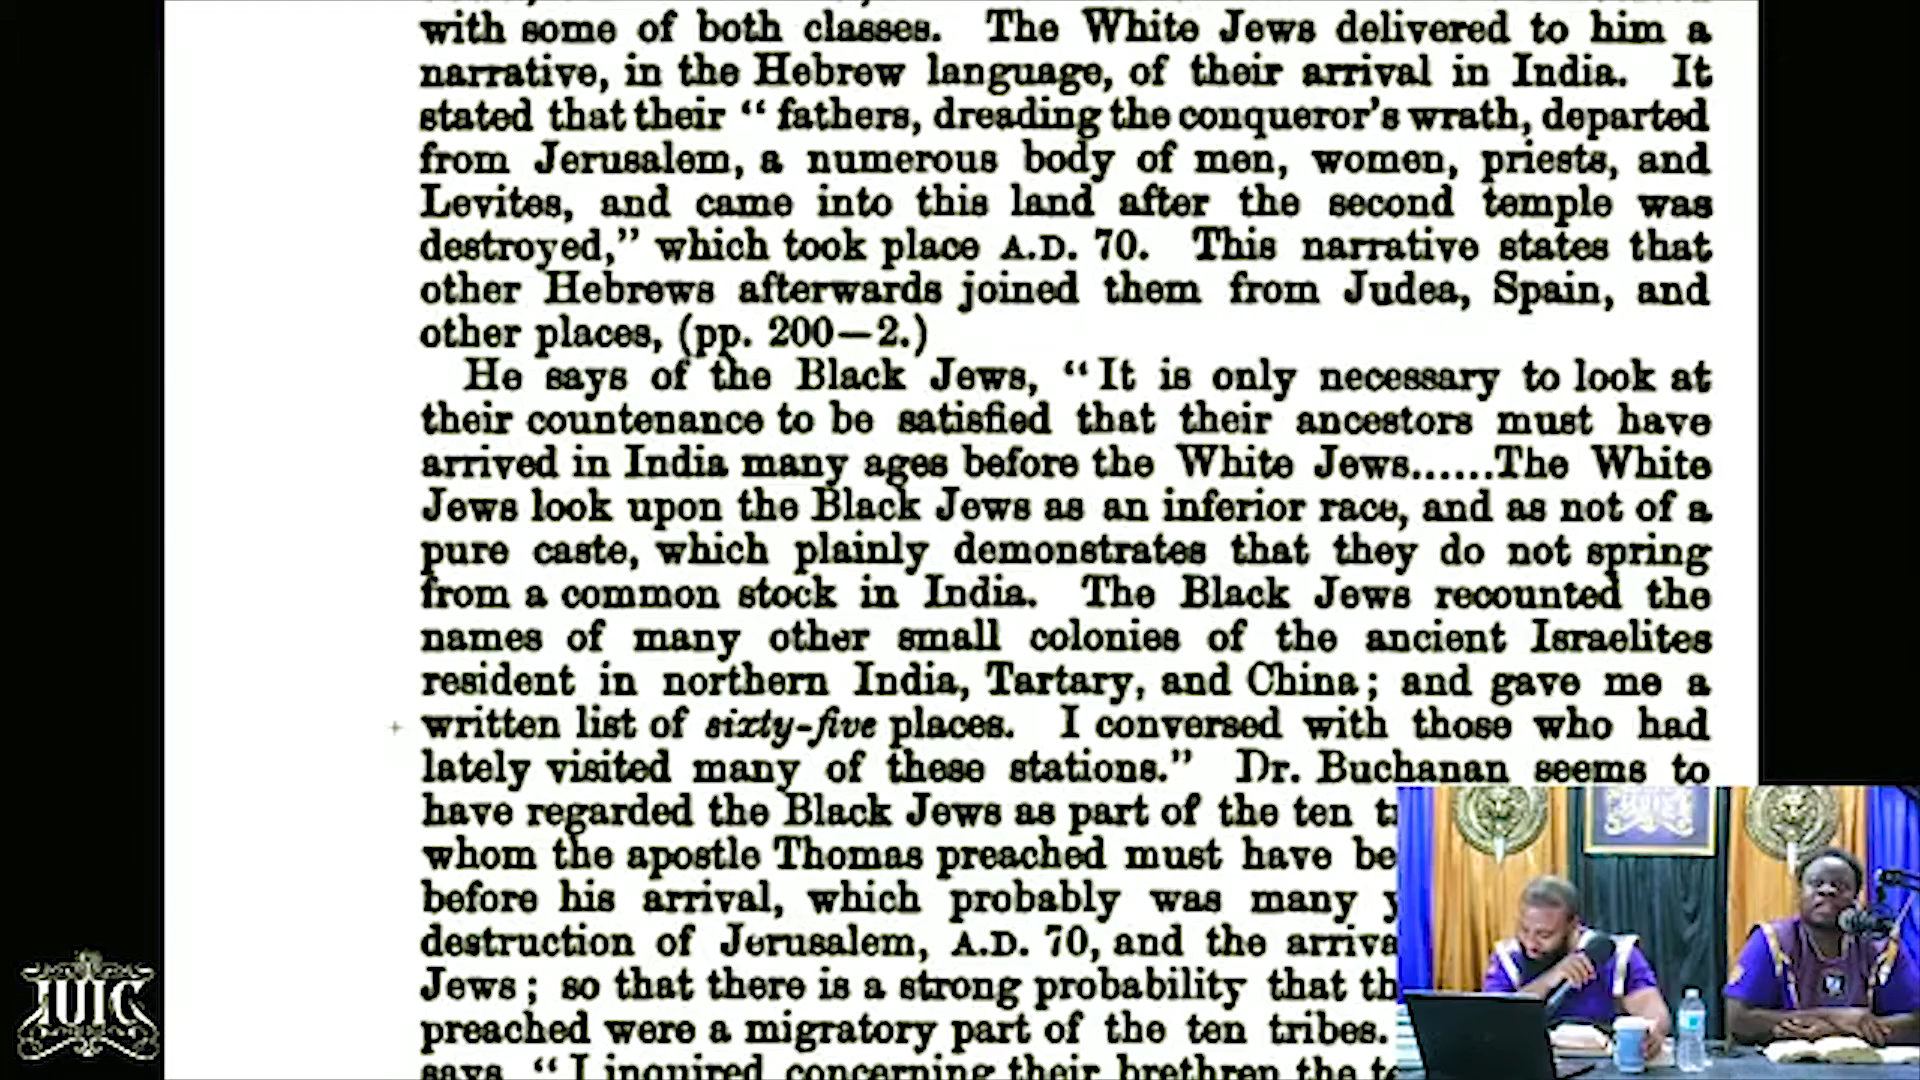 with some of both classes. The White Jews delivered to him a
narrative, in the Hebrew language, of their arrival in India. It
stated that their “ fathers, dreading the conqueror’s wrath, departed
from Jerusalem, a numerous body of men, women, priests, and
Levites, and came into this land after the second temple was
destroyed,” which took place A.D. 70. This narrative states that
other Hebrews afterwards joined them from Judea, Spain, and
other places, (pp. 200—2.)
He says of the Black Jews, “ It is only necessary to look at
their countenance to be satisfied that their ancestors must have
arrived in India many ages before the White Jews......The White
Jews look upon the Black Jews as an inferior race, and as not of a
pure caste, which plainly demonstrates that they do not spring
from a common stock in India. The Black Jews recounted the
names of many other small colonies of the ancient Israelites
resident in northern India, Tartary, and China; and gave me a
written list of sixty-five places. I conversed with those who had
lately visited many of these stations.” Dr. Buchanan seems to
have regarded the Black Jews as part of the ten
whom the apostle Thomas preached must have
before his arrival, which probably was many
destruction of Jerusalem, A.D. 70, and the
Jews; so that there is a strong probability that
preached were a migratory part of the ten tribes.
says, “ I inquired concerning their brethren the
IUIC